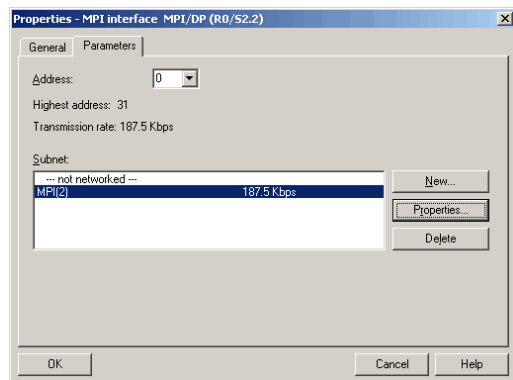 Properties - MPI interface MPI/DP (R0/S2.2)
General Parameters
Address: 0
Highest address: 31
Transmission rate: 187.5 Kbps
Subnet:
--- not networked ---
MPI(2) 187.5 Kbps
New...
Properties...
Delete
OK Cancel Help